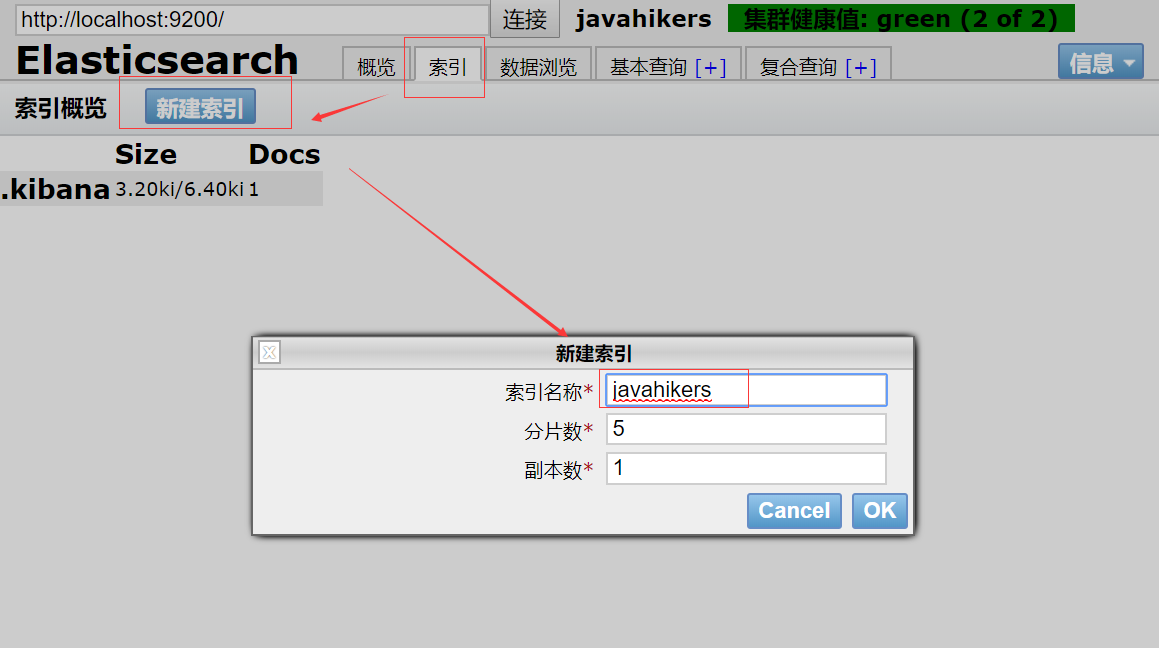 http://localhost:9200/ 连接 javahikers 集群健康值: green (2 of 2)
Elasticsearch 概览 索引 数据浏览 基本查询 [+] 复合查询 [+] 信息
索引概览 新建索引
Size Docs
.kibana 3.20ki/6.40ki 1
新建索引
索引名称* javahikers
分片数* 5
副本数* 1
Cancel OK